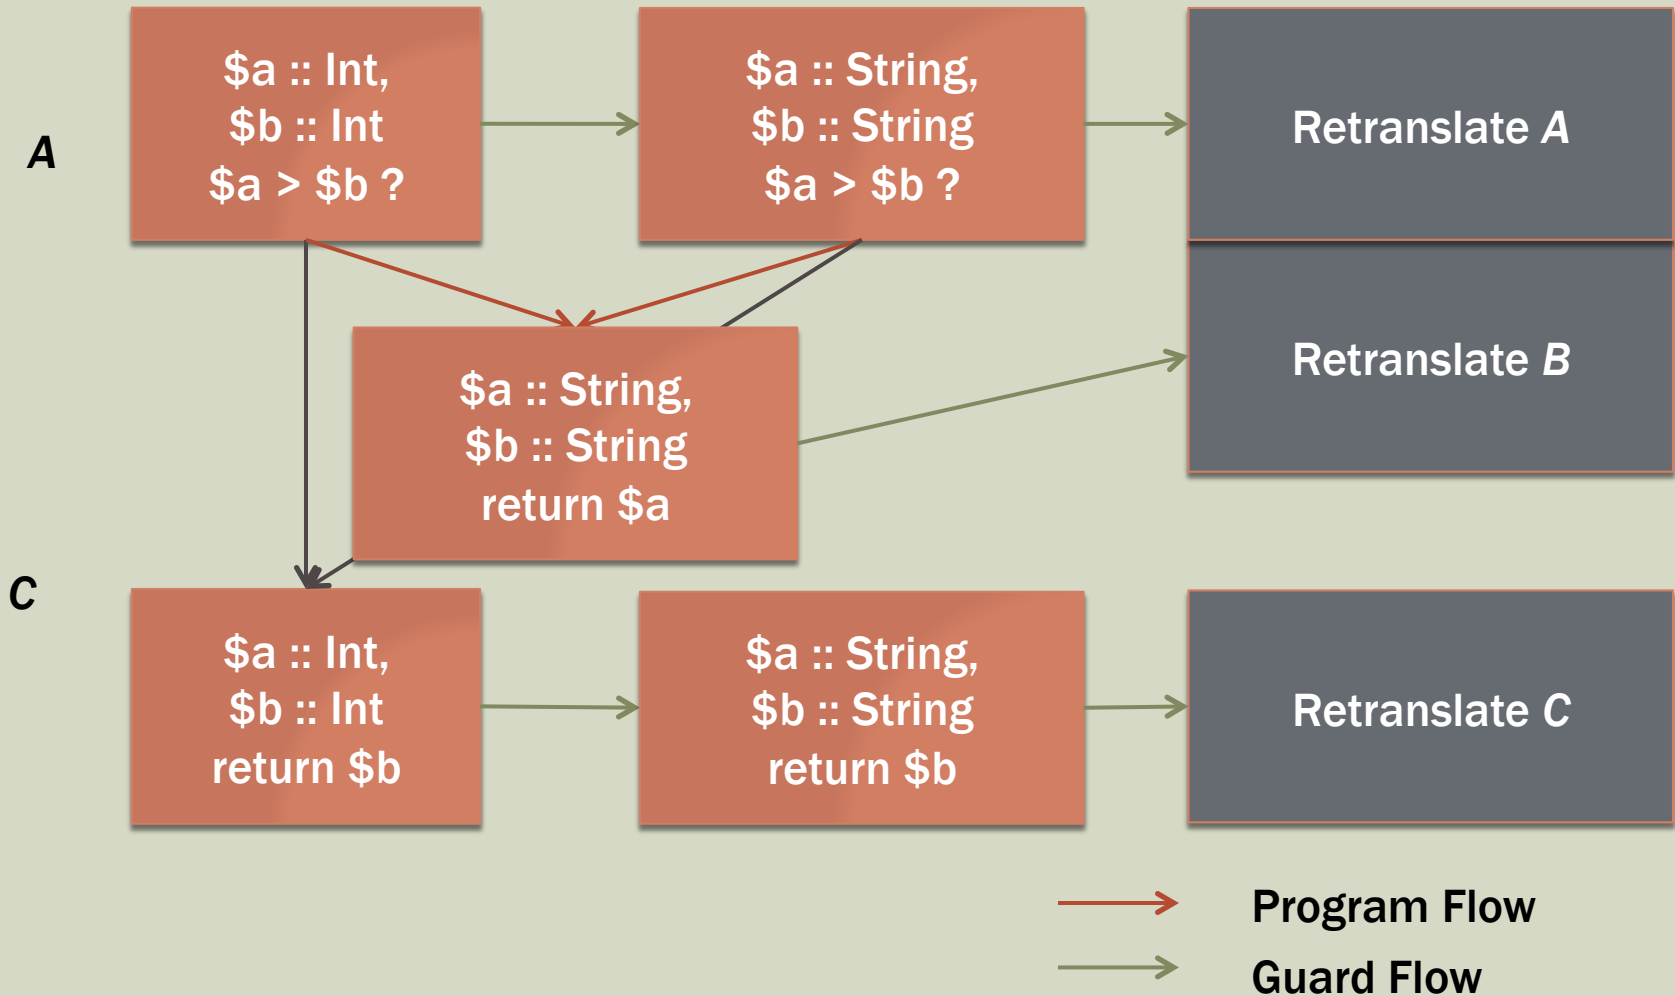 A
$a :: Int,
$b :: Int
$a > $b ?
$a :: String,
$b :: String
$a > $b ?
Retranslate A
$a :: String,
$b :: String
return $a
Retranslate B
C
$a :: Int,
$b :: Int
return $b
$a :: String,
$b :: String
return $b
Retranslate C
Program Flow
Guard Flow